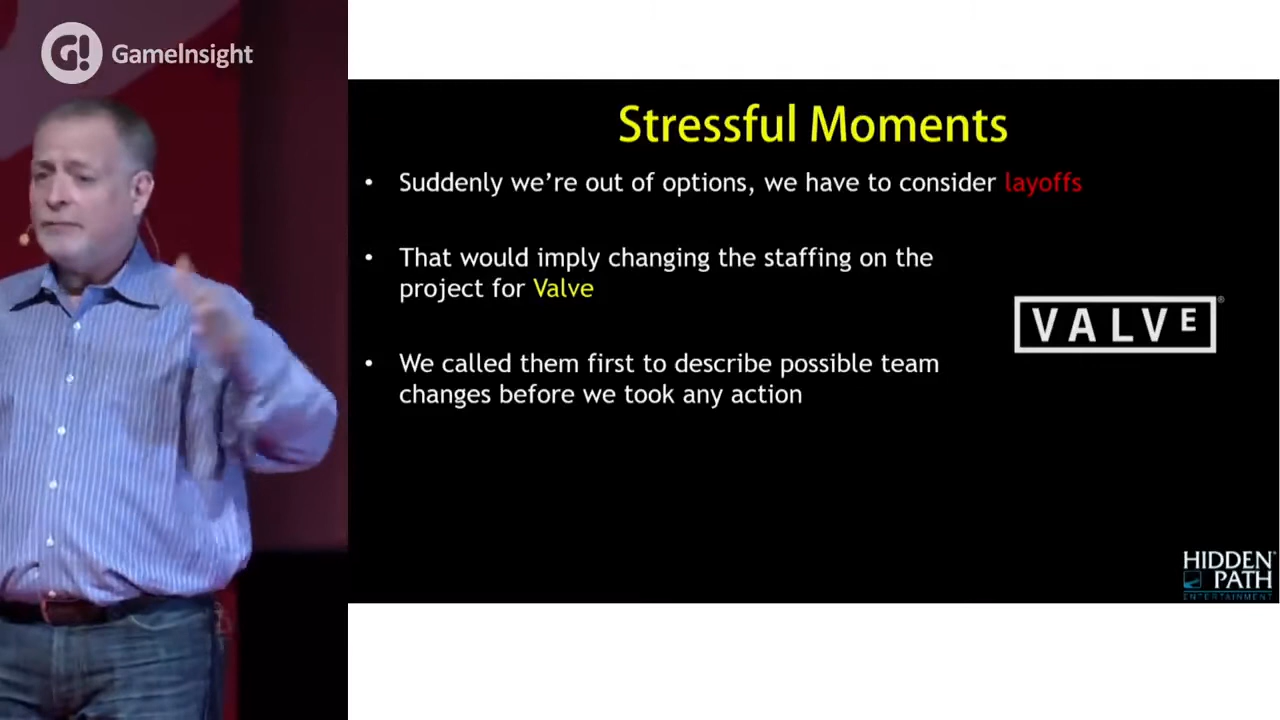 G! GameInsight
Stressful Moments
• Suddenly we're out of options, we have to consider layoffs
• That would imply changing the staffing on the
project for Valve
VALVE®
• We called them first to describe possible team
changes before we took any action
HIDDEN®
PATH
ENTERTAINMENT